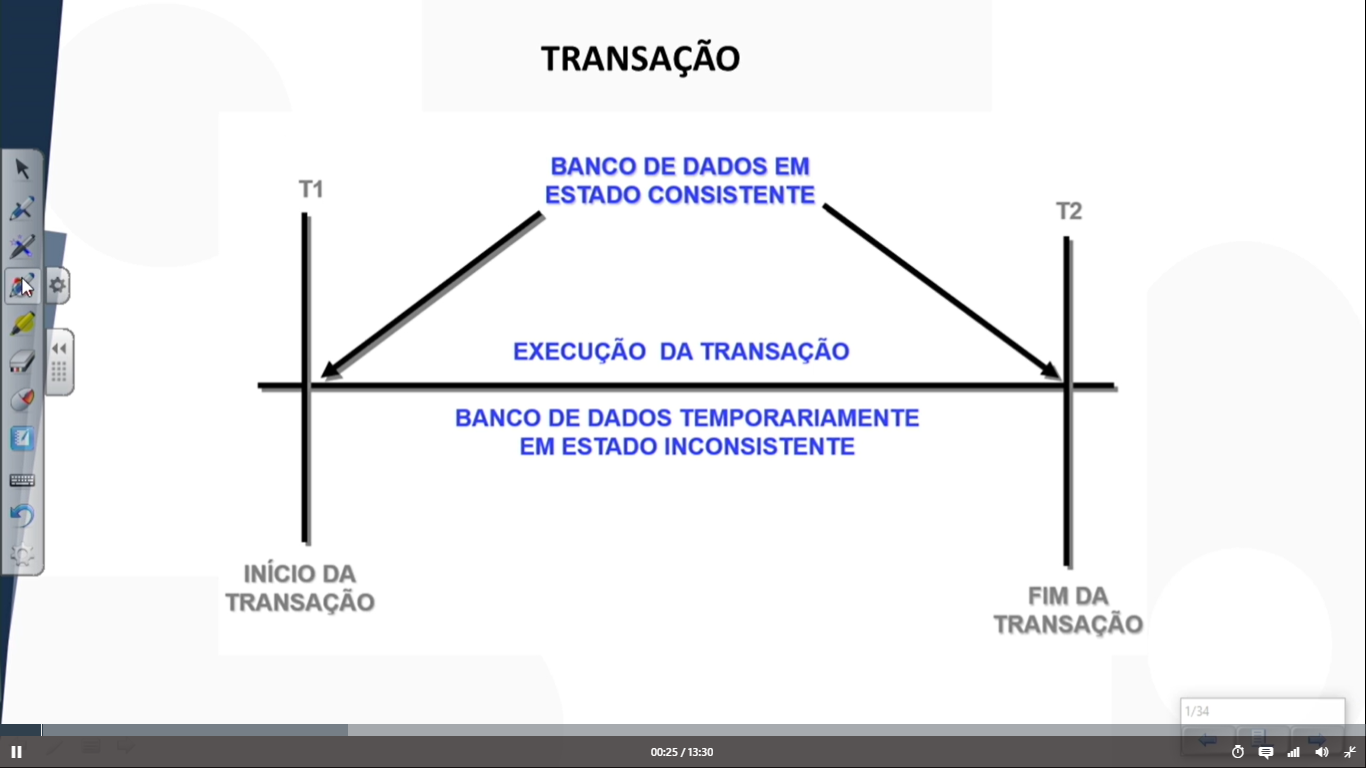 TRANSAÇÃO
BANCO DE DADOS EM
ESTADO CONSISTENTE
T1
T2
EXECUÇÃO DA TRANSAÇÃO
BANCO DE DADOS TEMPORARIAMENTE
EM ESTADO INCONSISTENTE
INÍCIO DA
TRANSAÇÃO
FIM DA
TRANSAÇÃO
1/34
00:25 / 13:30